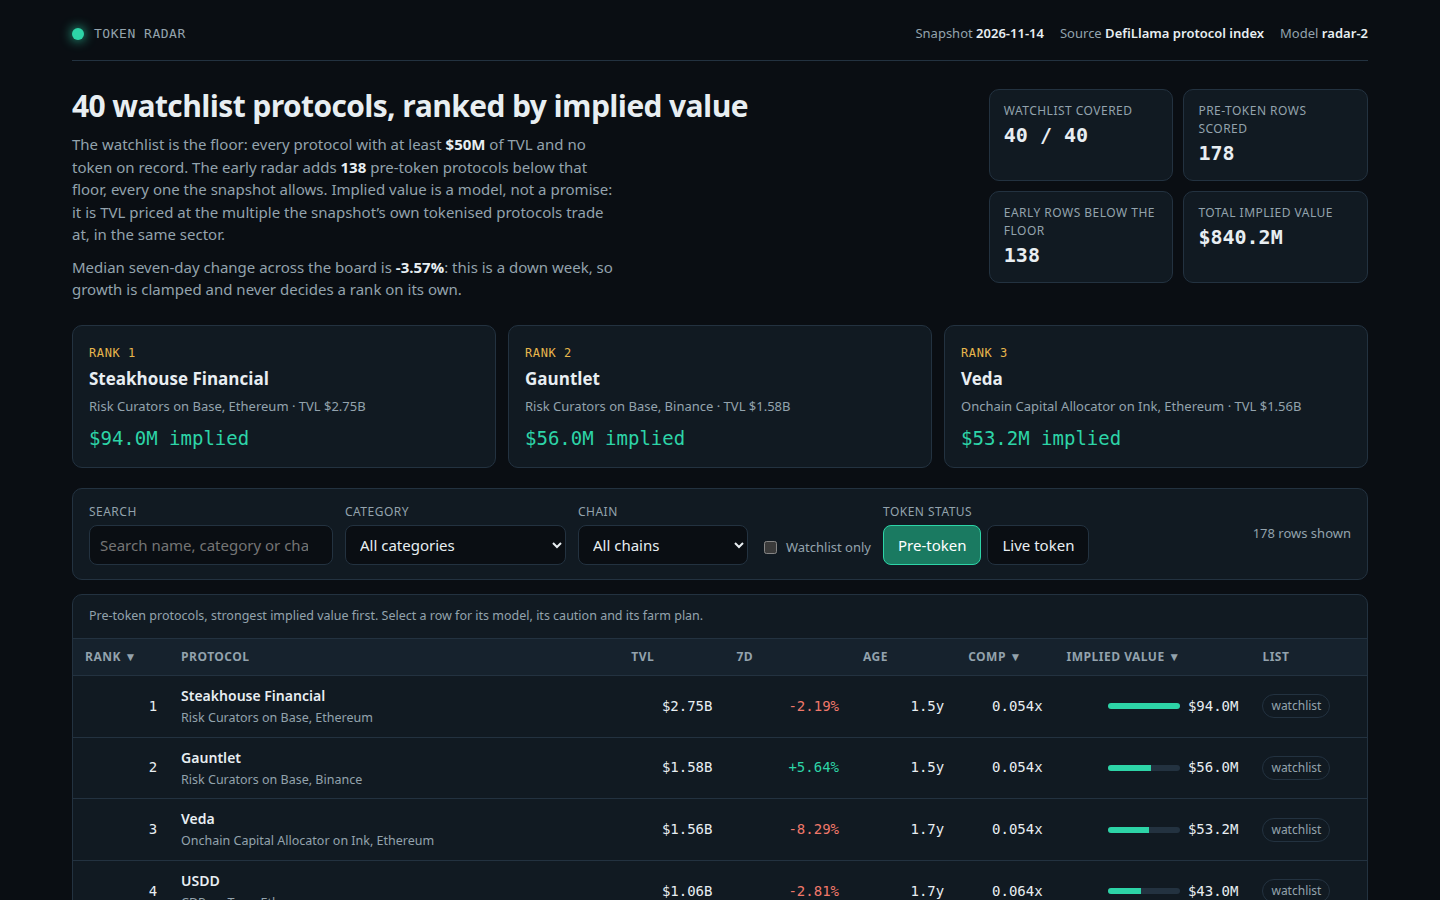 TOKEN RADAR
Snapshot 2026-11-14 Source DefiLlama protocol index Model radar-2
40 watchlist protocols, ranked by implied value
The watchlist is the floor: every protocol with at least $50M of TVL and no
token on record. The early radar adds 138 pre-token protocols below that
floor, every one the snapshot allows. Implied value is a model, not a promise:
it is TVL priced at the multiple the snapshot’s own tokenised protocols trade
at, in the same sector.
Median seven-day change across the board is -3.57%: this is a down week, so
growth is clamped and never decides a rank on its own.
WATCHLIST COVERED
40 / 40
PRE-TOKEN ROWS
SCORED
178
EARLY ROWS BELOW THE
FLOOR
138
TOTAL IMPLIED VALUE
$840.2M
RANK 1
Steakhouse Financial
Risk Curators on Base, Ethereum · TVL $2.75B
$94.0M implied
RANK 2
Gauntlet
Risk Curators on Base, Binance · TVL $1.58B
$56.0M implied
RANK 3
Veda
Onchain Capital Allocator on Ink, Ethereum · TVL $1.56B
$53.2M implied
SEARCH
Search name, category or cha
CATEGORY
All categories
CHAIN
All chains
Watchlist only
TOKEN STATUS
Pre-token Live token
178 rows shown
Pre-token protocols, strongest implied value first. Select a row for its model, its caution and its farm plan.
RANK ▼ PROTOCOL TVL 7D AGE COMP ▼ IMPLIED VALUE ▼ LIST
1 Steakhouse Financial $2.75B -2.19% 1.5y 0.054x $94.0M watchlist
Risk Curators on Base, Ethereum
2 Gauntlet $1.58B +5.64% 1.5y 0.054x $56.0M watchlist
Risk Curators on Base, Binance
3 Veda $1.56B -8.29% 1.7y 0.054x $53.2M watchlist
Onchain Capital Allocator on Ink, Ethereum
4 USDD $1.06B -2.81% 1.7y 0.064x $43.0M watchlist